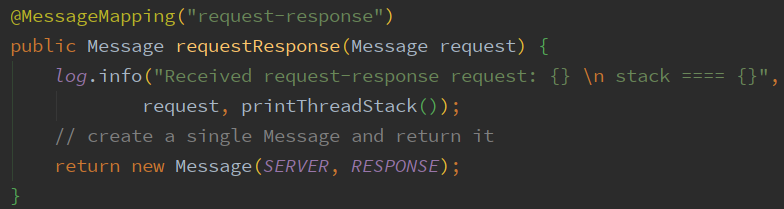 @MessageMapping("request-response")
public Message requestResponse(Message request) {
    log.info("Received request-response request: {} \n stack ==== {}",
            request, printThreadStack());
    // create a single Message and return it
    return new Message(SERVER, RESPONSE);
}